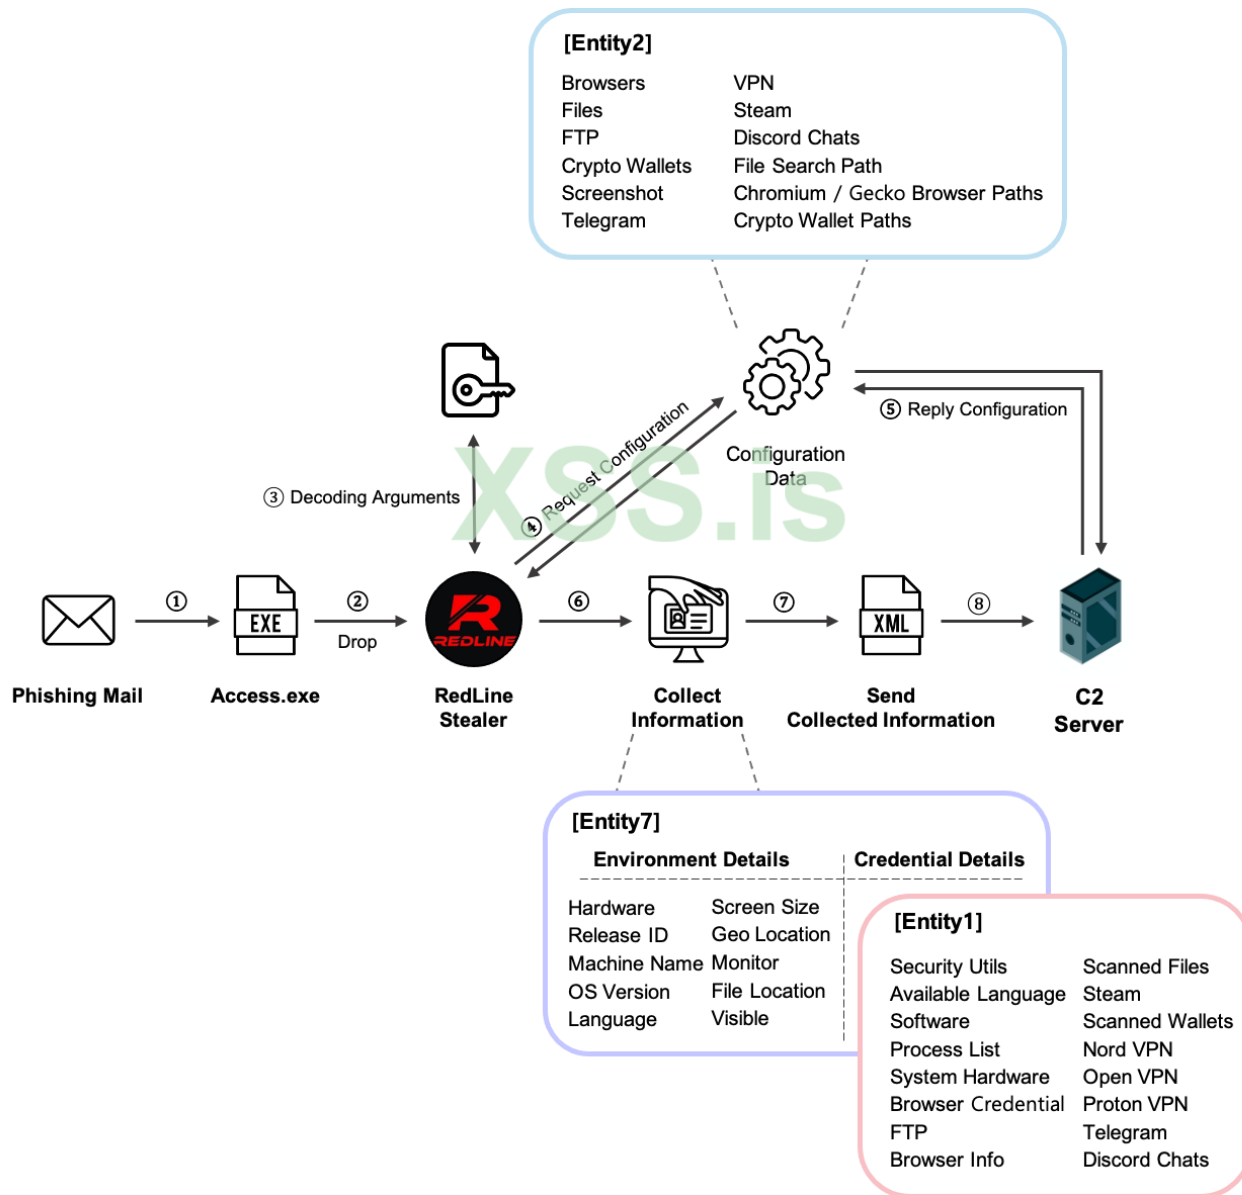 [Entity2]
Browsers VPN
Files Steam
FTP Discord Chats
Crypto Wallets File Search Path
Screenshot Chromium / Gecko Browser Paths
Telegram Crypto Wallet Paths
⑤ Reply Configuration
Configuration
Data
③ Decoding Arguments
④ Request Configuration
XSS.is
①
②
Drop
⑥
⑦
⑧
EXE
REDLINE
XML
Phishing Mail
Access.exe
RedLine
Stealer
Collect
Information
Send
Collected Information
C2
Server
[Entity7]
Environment Details Credential Details
Hardware Screen Size
Release ID Geo Location
Machine Name Monitor
OS Version File Location
Language Visible
[Entity1]
Security Utils Scanned Files
Available Language Steam
Software Scanned Wallets
Process List Nord VPN
System Hardware Open VPN
Browser Credential Proton VPN
FTP Telegram
Browser Info Discord Chats